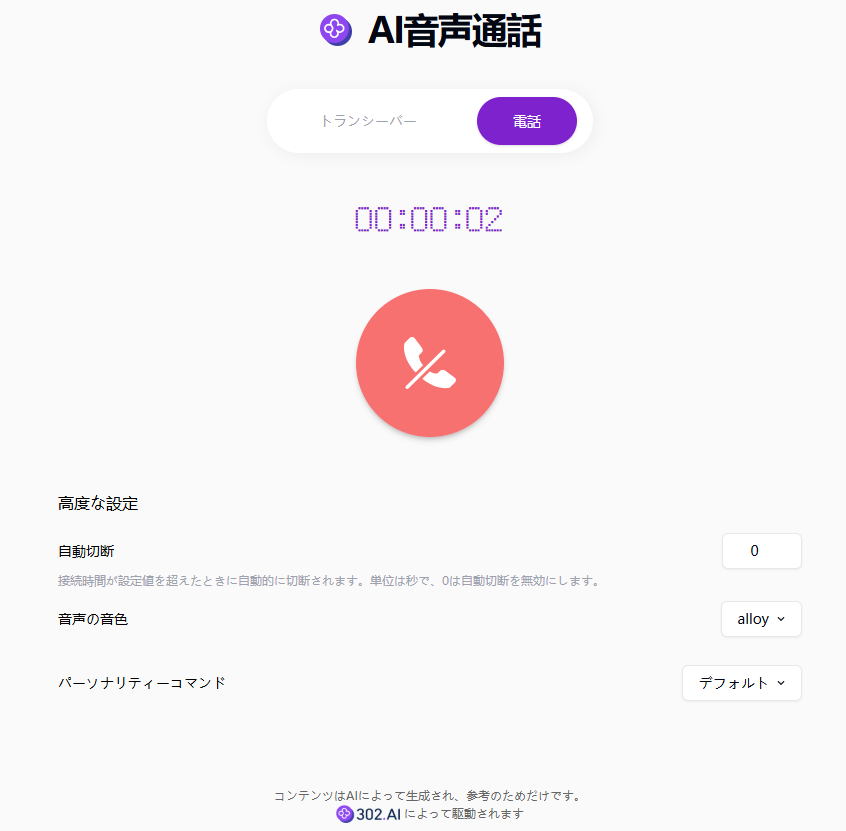 AI音声通話
トランシーバー
電話
00:00:02
高度な設定
自動切断
0
接続時間が設定値を超えたときに自動的に切断されます。単位は秒で、0は自動切断を無効にします。
音声の音色
alloy
パーソナリティーコマンド
デフォルト
コンテンツはAIによって生成され、参考のためだけです。
302.AI によって駆動されます